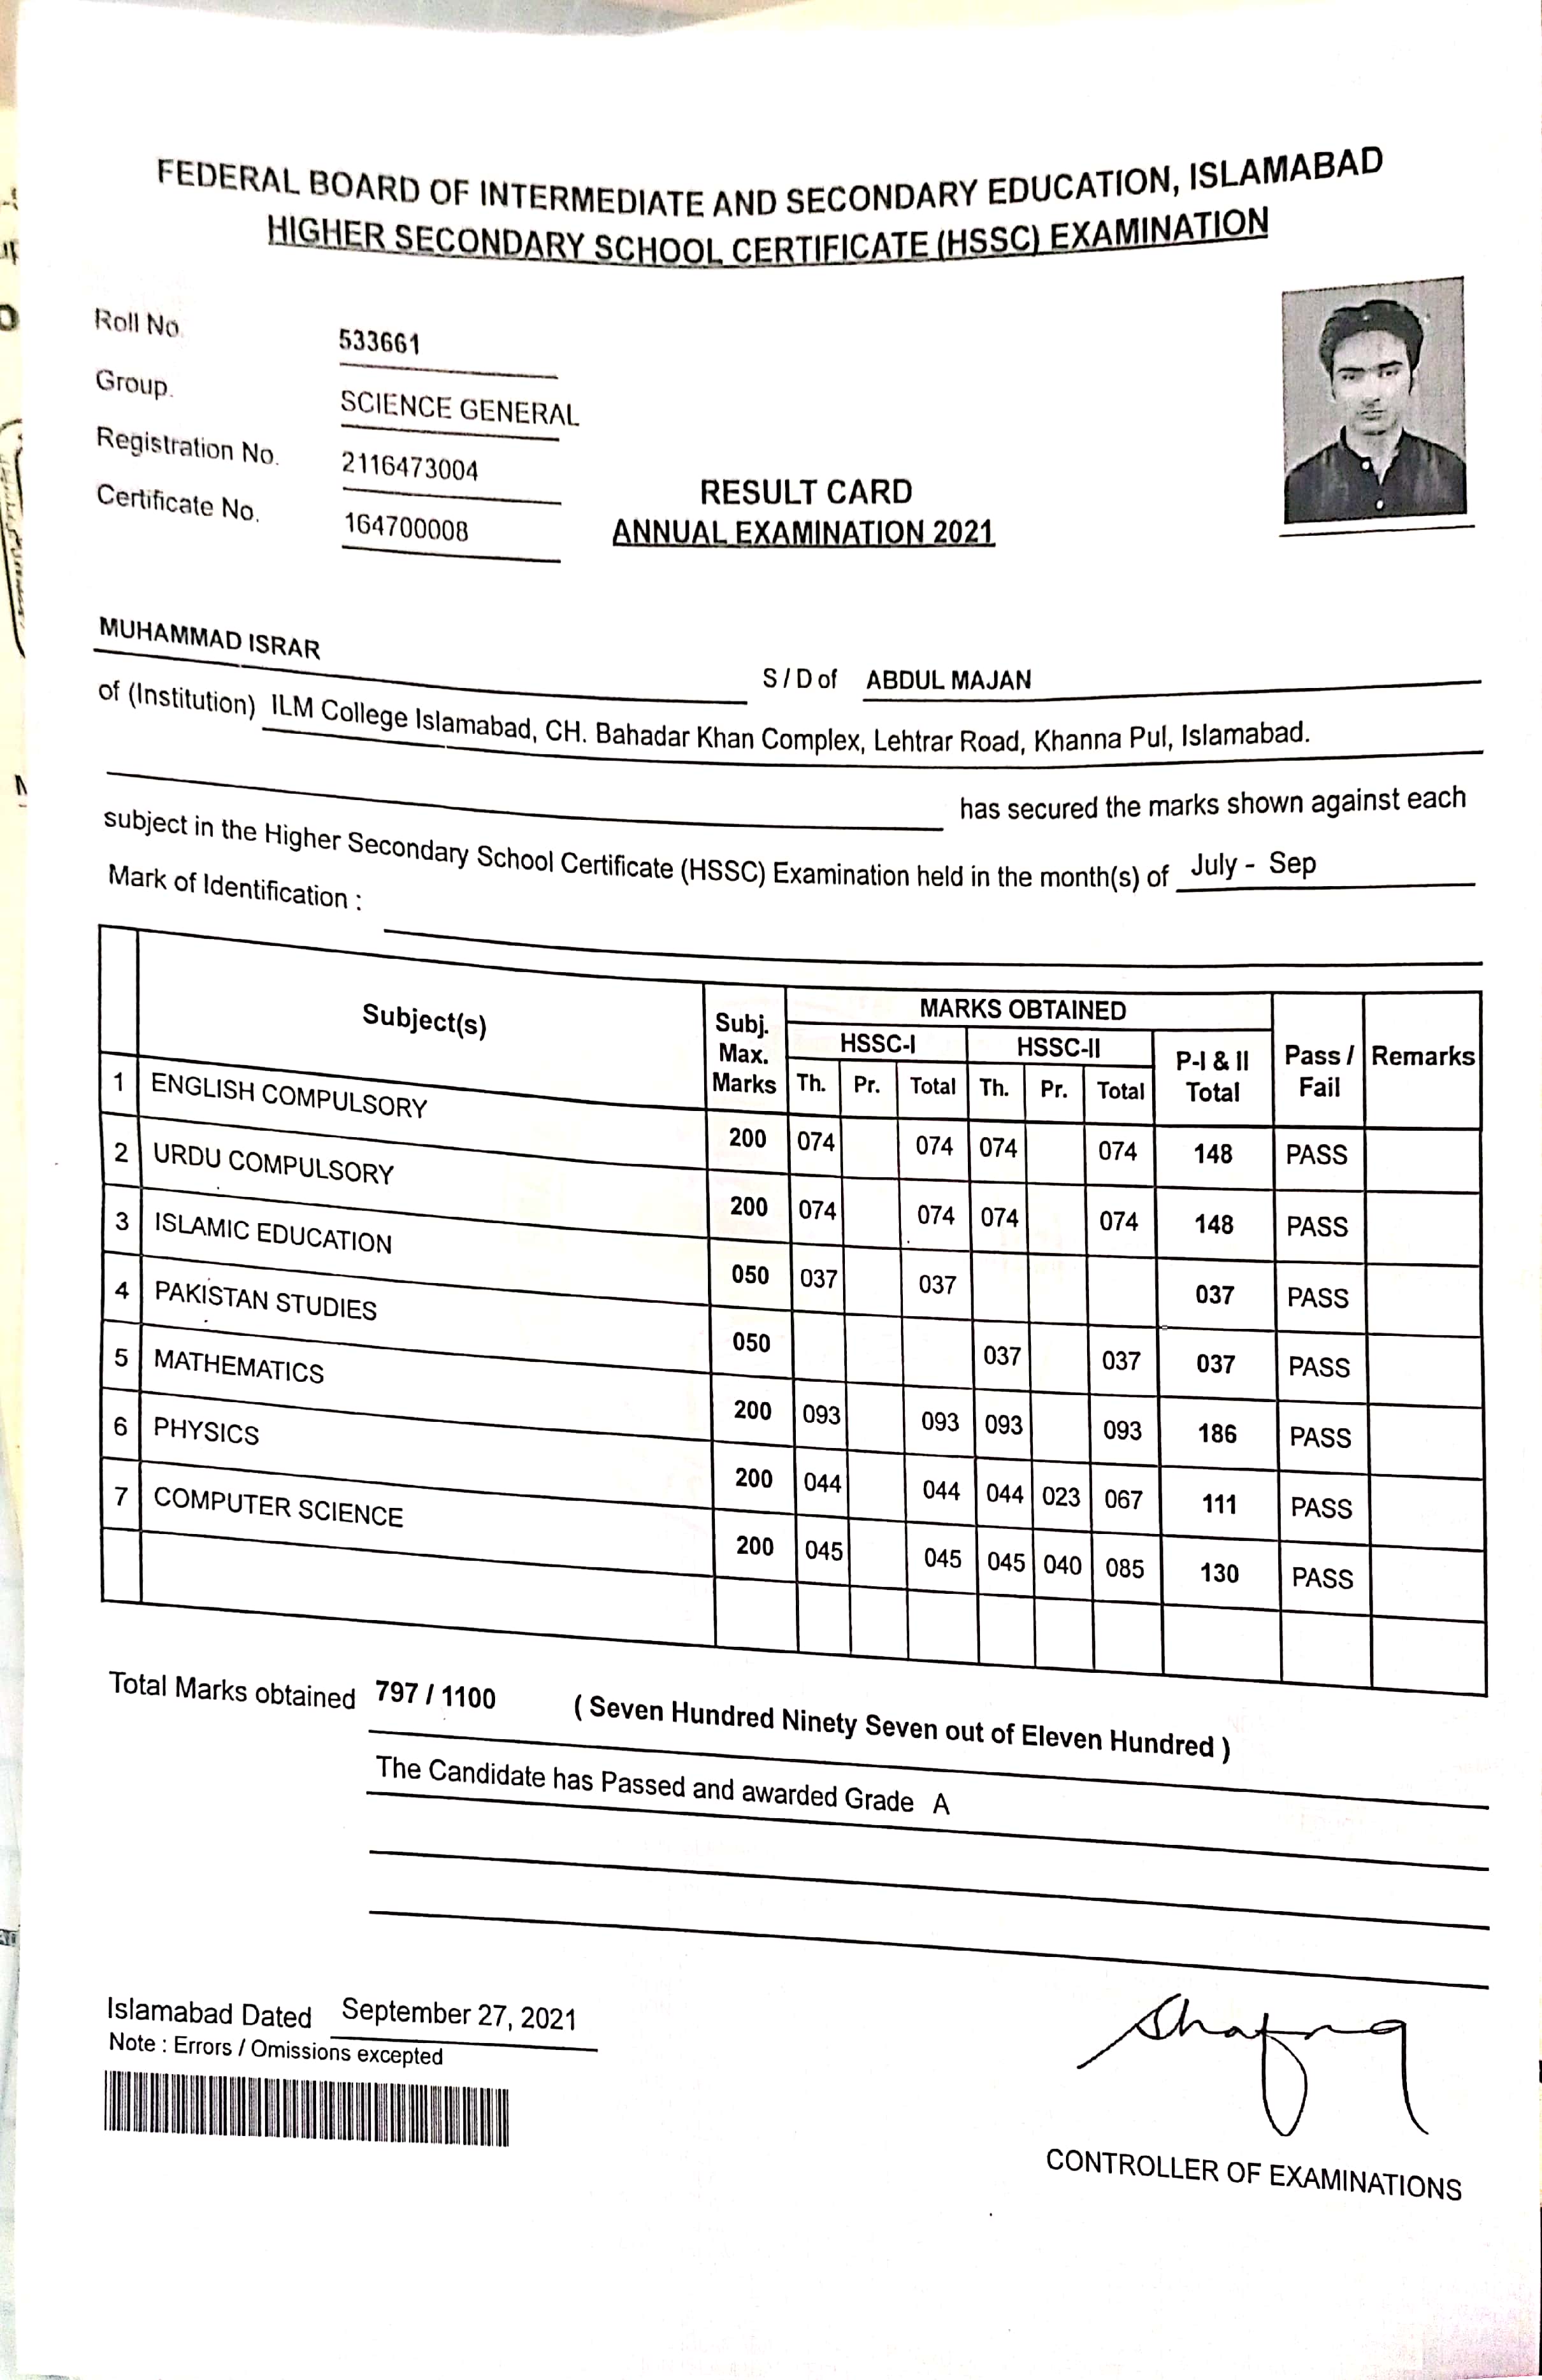 FEDERAL BOARD OF INTERMEDIATE AND SECONDARY EDUCATION, ISLAMABAD
HIGHER SECONDARY SCHOOL CERTIFICATE (HSSC) EXAMINATION
Roll No. 533661
Group. SCIENCE GENERAL
Registration No. 2116473004
Certificate No. 164700008
RESULT CARD
ANNUAL EXAMINATION 2021
MUHAMMAD ISRAR S / D of ABDUL MAJAN
of (Institution) ILM College Islamabad, CH. Bahadar Khan Complex, Lehtrar Road, Khanna Pul, Islamabad.
has secured the marks shown against each
subject in the Higher Secondary School Certificate (HSSC) Examination held in the month(s) of July - Sep
Mark of Identification :
Subject(s) Subj. Max. Marks MARKS OBTAINED Pass / Fail Remarks
HSSC-I HSSC-II P-I & II Total
Th. Pr. Total Th. Pr. Total
1 ENGLISH COMPULSORY 200 074 074 074 074 148 PASS
2 URDU COMPULSORY 200 074 074 074 074 148 PASS
3 ISLAMIC EDUCATION 050 037 037 037 PASS
4 PAKISTAN STUDIES 050 037 037 037 PASS
5 MATHEMATICS 200 093 093 093 093 186 PASS
6 PHYSICS 200 044 044 044 023 067 111 PASS
7 COMPUTER SCIENCE 200 045 045 045 040 085 130 PASS
Total Marks obtained 797 / 1100 ( Seven Hundred Ninety Seven out of Eleven Hundred )
The Candidate has Passed and awarded Grade A
Islamabad Dated September 27, 2021
Note : Errors / Omissions excepted
CONTROLLER OF EXAMINATIONS